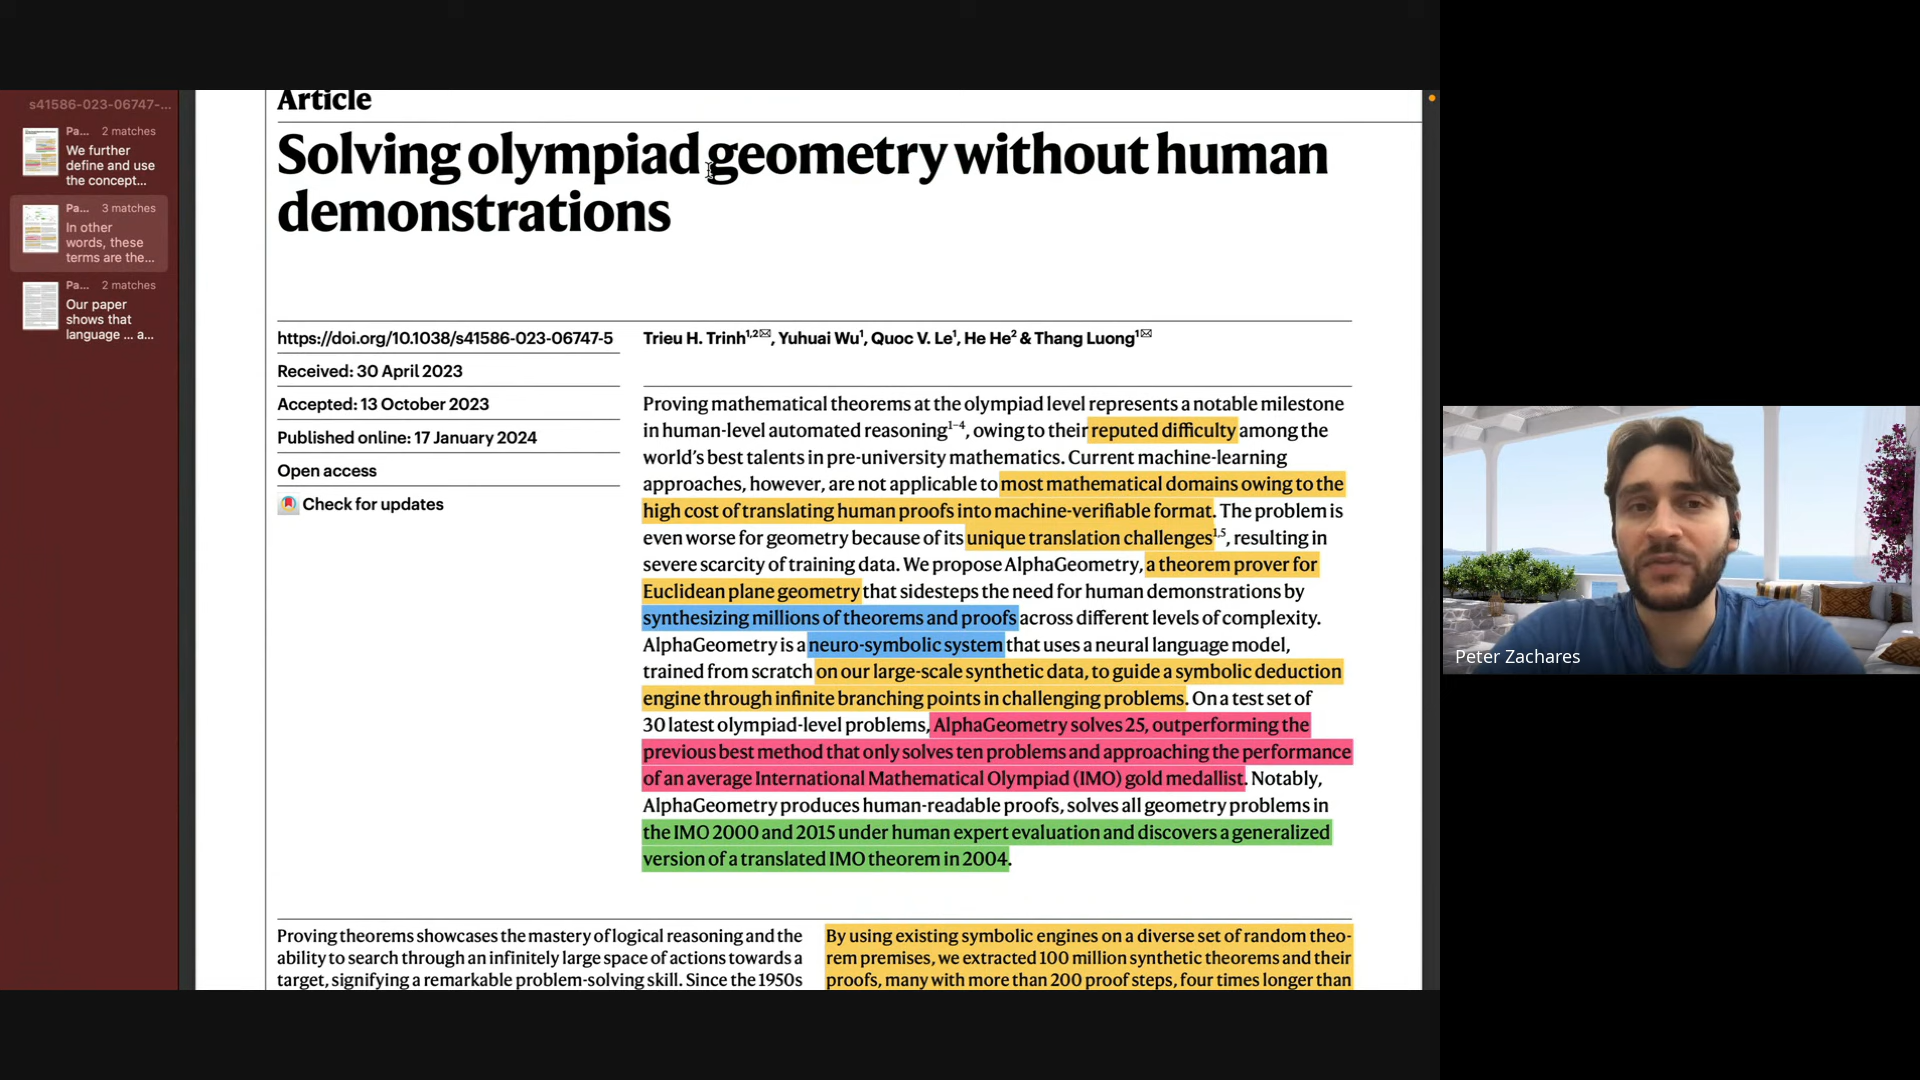 s41586-023-06747-...
Pa... 2 matches
We further
define and use
the concept...
Pa... 3 matches
In other
words, these
terms are the...
Pa... 2 matches
Our paper
shows that
language ... a...
Article
Solving olympiad geometry without human
demonstrations
https://doi.org/10.1038/s41586-023-06747-5
Received: 30 April 2023
Accepted: 13 October 2023
Published online: 17 January 2024
Open access
Check for updates
Trieu H. Trinh1,2✉, Yuhuai Wu1, Quoc V. Le1, He He2 & Thang Luong1✉
Proving mathematical theorems at the olympiad level represents a notable milestone
in human-level automated reasoning1–4, owing to their reputed difficulty among the
world's best talents in pre-university mathematics. Current machine-learning
approaches, however, are not applicable to most mathematical domains owing to the
high cost of translating human proofs into machine-verifiable format. The problem is
even worse for geometry because of its unique translation challenges1,5, resulting in
severe scarcity of training data. We propose AlphaGeometry, a theorem prover for
Euclidean plane geometry that sidesteps the need for human demonstrations by
synthesizing millions of theorems and proofs across different levels of complexity.
AlphaGeometry is a neuro-symbolic system that uses a neural language model,
trained from scratch on our large-scale synthetic data, to guide a symbolic deduction
engine through infinite branching points in challenging problems. On a test set of
30 latest olympiad-level problems, AlphaGeometry solves 25, outperforming the
previous best method that only solves ten problems and approaching the performance
of an average International Mathematical Olympiad (IMO) gold medallist. Notably,
AlphaGeometry produces human-readable proofs, solves all geometry problems in
the IMO 2000 and 2015 under human expert evaluation and discovers a generalized
version of a translated IMO theorem in 2004.
Proving theorems showcases the mastery of logical reasoning and the
ability to search through an infinitely large space of actions towards a
target, signifying a remarkable problem-solving skill. Since the 1950s
By using existing symbolic engines on a diverse set of random theo-
rem premises, we extracted 100 million synthetic theorems and their
proofs, many with more than 200 proof steps, four times longer than
Peter Zachares